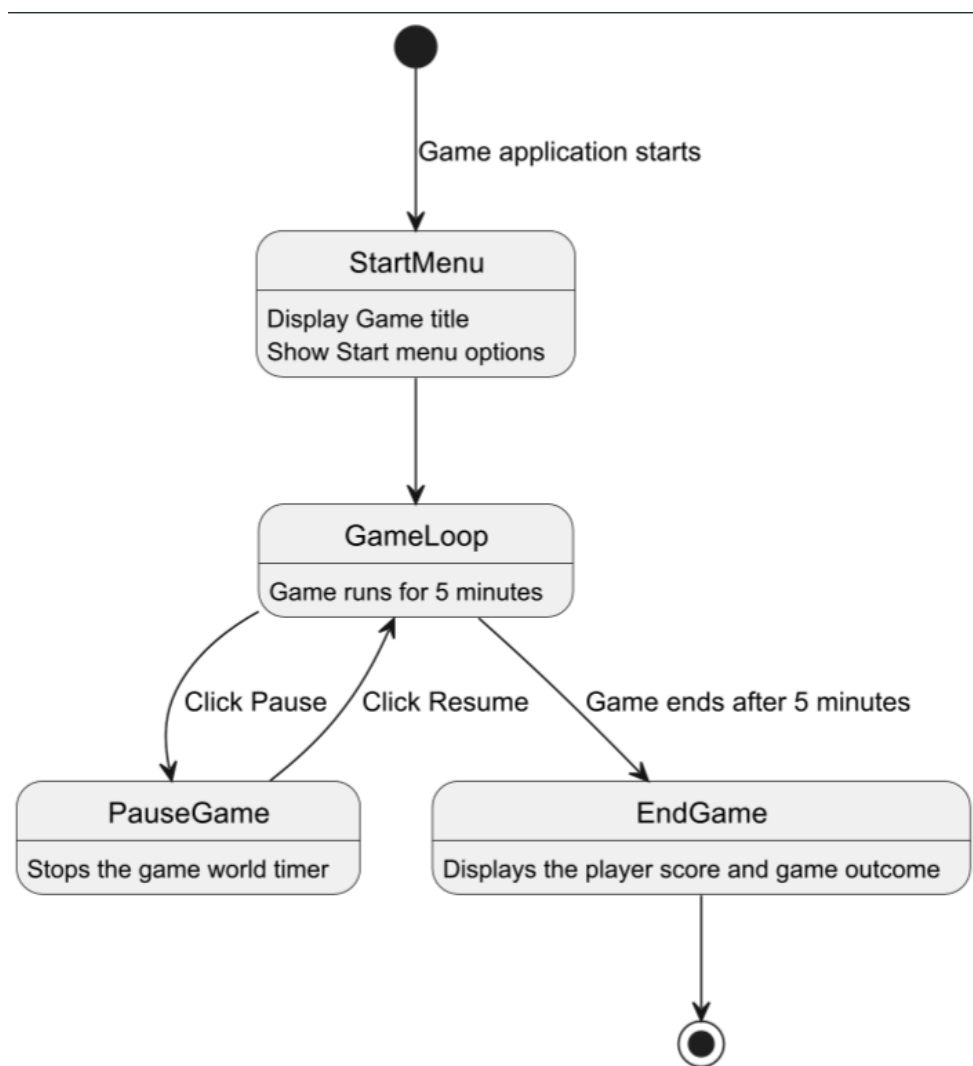 Game application starts
StartMenu
Display Game title
Show Start menu options
GameLoop
Game runs for 5 minutes
Click Pause
Click Resume
Game ends after 5 minutes
PauseGame
Stops the game world timer
EndGame
Displays the player score and game outcome